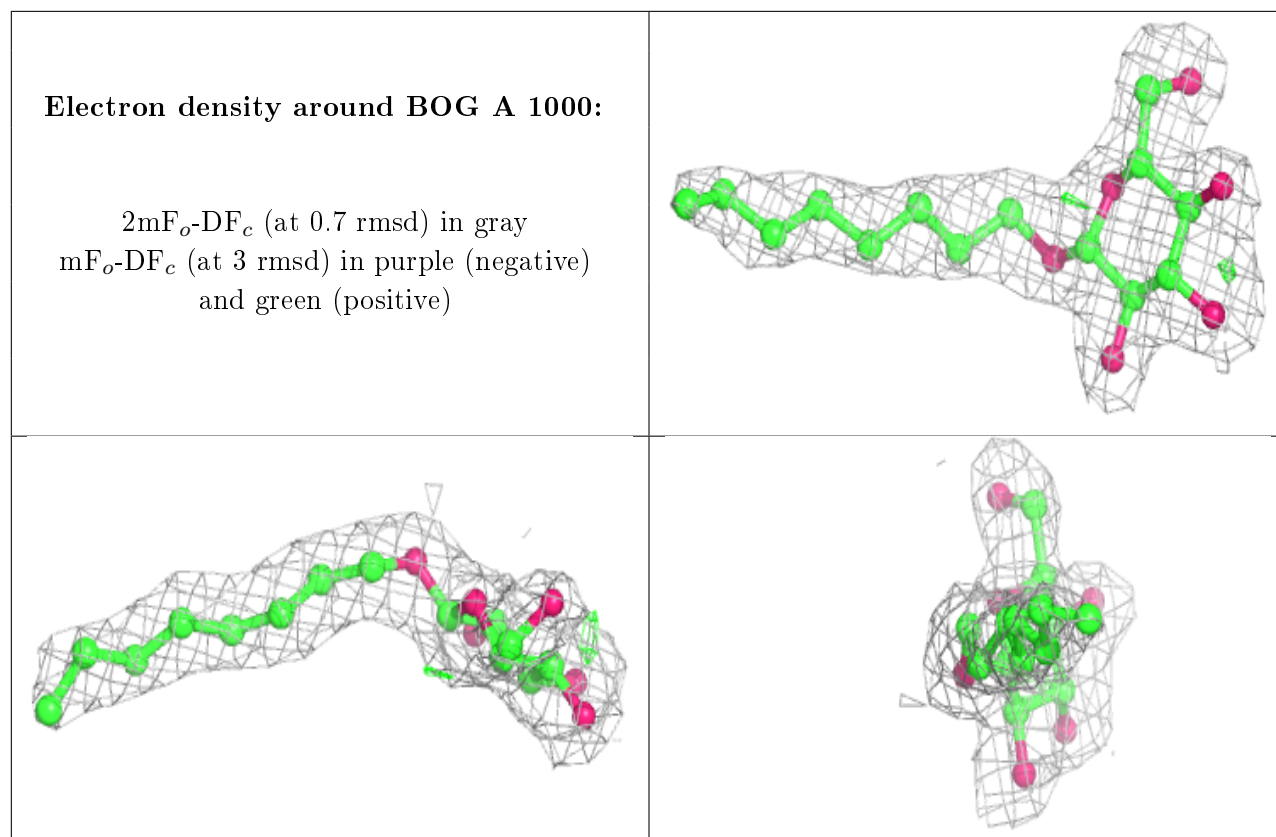 Electron density around BOG A 1000:
2mFo-DFc (at 0.7 rmsd) in gray
mFo-DFc (at 3 rmsd) in purple (negative)
and green (positive)